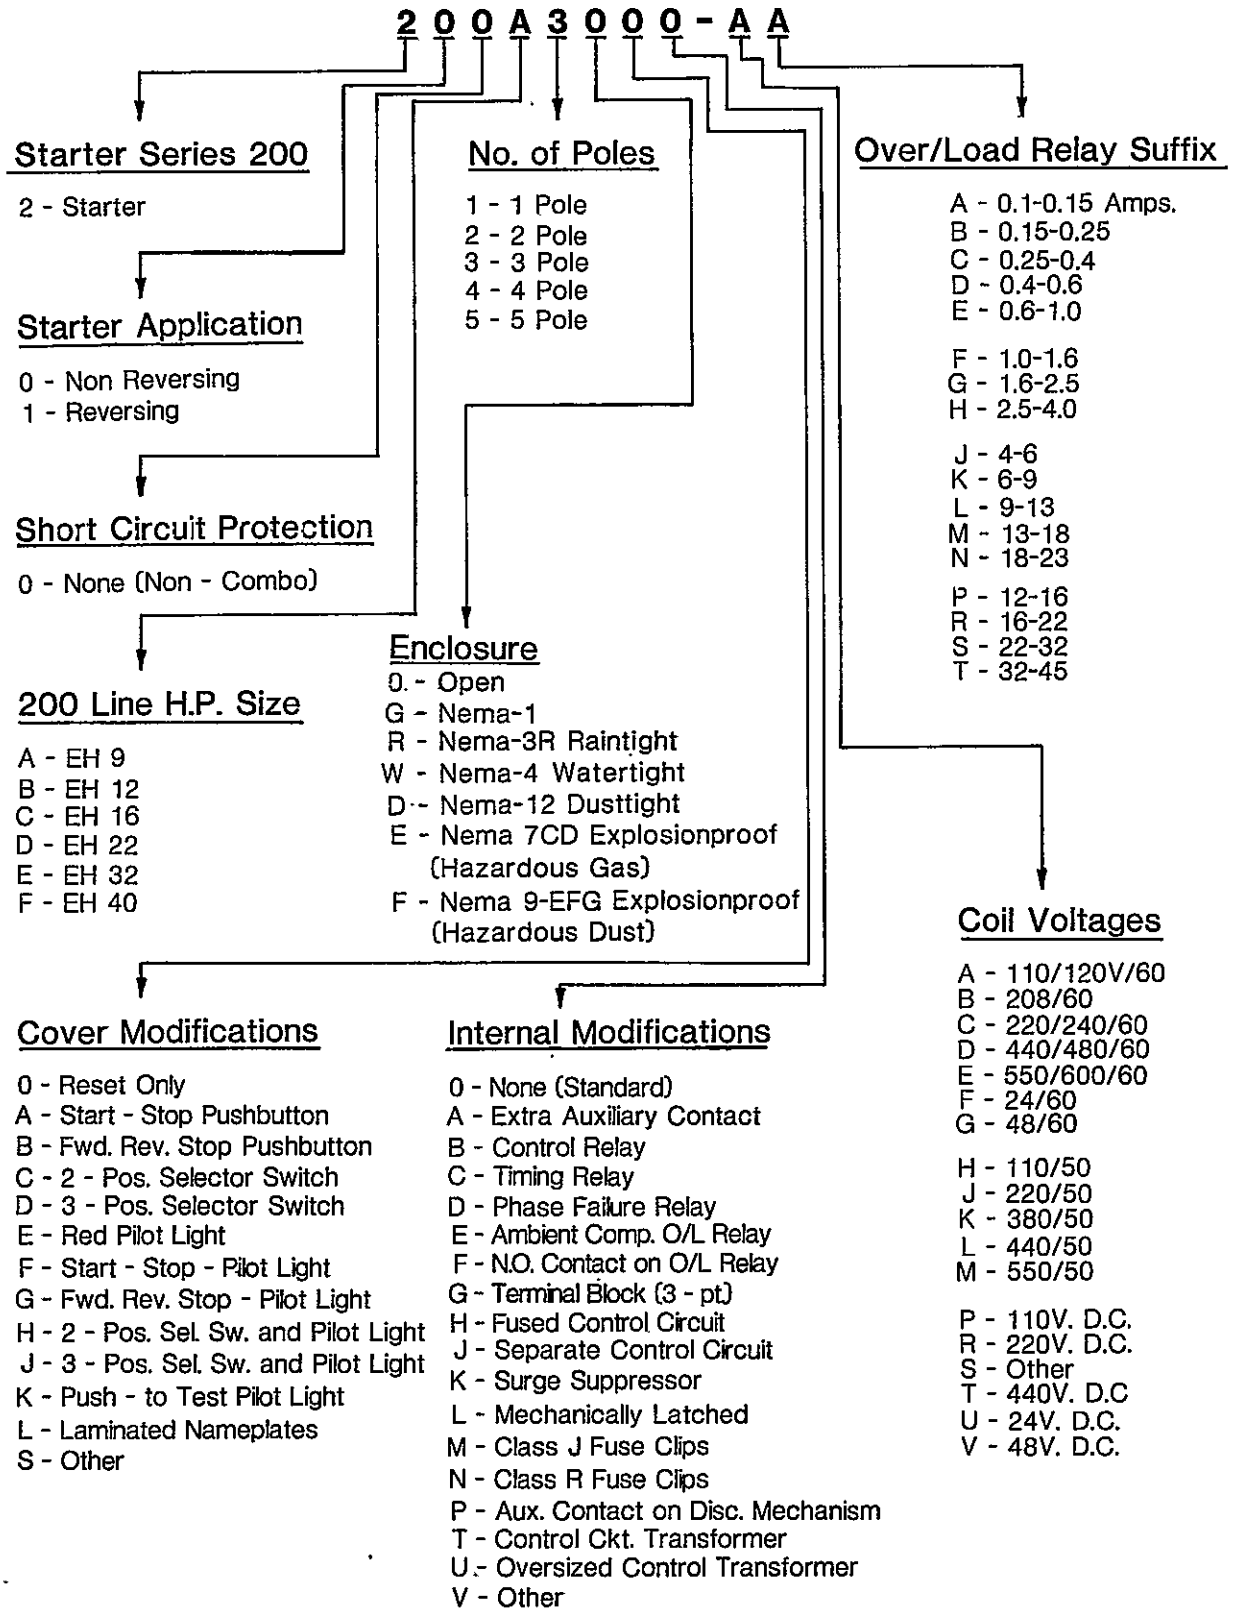 200A3000-AA
Starter Series 200
2 - Starter
Starter Application
0 - Non Reversing
1 - Reversing
Short Circuit Protection
0 - None (Non - Combo)
200 Line H.P. Size
A - EH 9
B - EH 12
C - EH 16
D - EH 22
E - EH 32
F - EH 40
No. of Poles
1 - 1 Pole
2 - 2 Pole
3 - 3 Pole
4 - 4 Pole
5 - 5 Pole
Enclosure
0. - Open
G - Nema-1
R - Nema-3R Raintight
W - Nema-4 Watertight
D - Nema-12 Dusttight
E - Nema 7CD Explosionproof
(Hazardous Gas)
F - Nema 9-EFG Explosionproof
(Hazardous Dust)
Cover Modifications
0 - Reset Only
A - Start - Stop Pushbutton
B - Fwd. Rev. Stop Pushbutton
C - 2 - Pos. Selector Switch
D - 3 - Pos. Selector Switch
E - Red Pilot Light
F - Start - Stop - Pilot Light
G - Fwd. Rev. Stop - Pilot Light
H - 2 - Pos. Sel. Sw. and Pilot Light
J - 3 - Pos. Sel. Sw. and Pilot Light
K - Push - to Test Pilot Light
L - Laminated Nameplates
S - Other
Internal Modifications
0 - None (Standard)
A - Extra Auxiliary Contact
B - Control Relay
C - Timing Relay
D - Phase Failure Relay
E - Ambient Comp. O/L Relay
F - N.O. Contact on O/L Relay
G - Terminal Block (3 - pt.)
H - Fused Control Circuit
J - Separate Control Circuit
K - Surge Suppressor
L - Mechanically Latched
M - Class J Fuse Clips
N - Class R Fuse Clips
P - Aux. Contact on Disc. Mechanism
T - Control Ckt. Transformer
U - Oversized Control Transformer
V - Other
Over/Load Relay Suffix
A - 0.1-0.15 Amps.
B - 0.15-0.25
C - 0.25-0.4
D - 0.4-0.6
E - 0.6-1.0
F - 1.0-1.6
G - 1.6-2.5
H - 2.5-4.0
J - 4-6
K - 6-9
L - 9-13
M - 13-18
N - 18-23
P - 12-16
R - 16-22
S - 22-32
T - 32-45
Coil Voltages
A - 110/120V/60
B - 208/60
C - 220/240/60
D - 440/480/60
E - 550/600/60
F - 24/60
G - 48/60
H - 110/50
J - 220/50
K - 380/50
L - 440/50
M - 550/50
P - 110V. D.C.
R - 220V. D.C.
S - Other
T - 440V. D.C
U - 24V. D.C.
V - 48V. D.C.